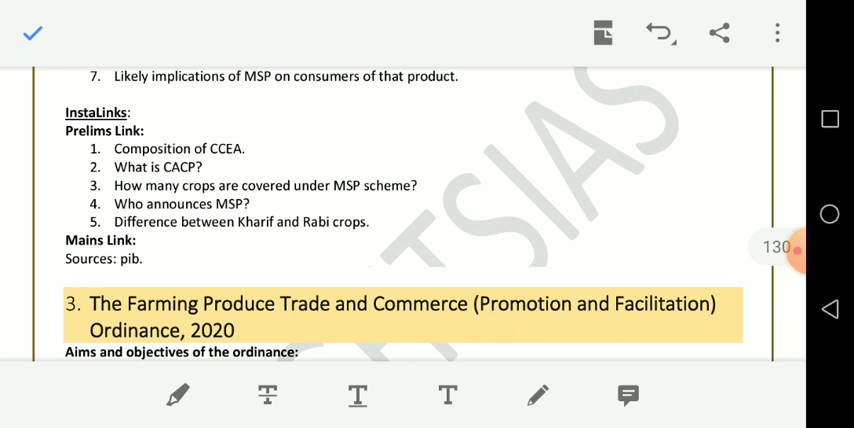 7. Likely implications of MSP on consumers of that product.
InstaLinks:
Prelims Link:
1. Composition of CCEA.
2. What is CACP?
3. How many crops are covered under MSP scheme?
4. Who announces MSP?
5. Difference between Kharif and Rabi crops.
Mains Link:
Sources: pib.
130
3. The Farming Produce Trade and Commerce (Promotion and Facilitation)
Ordinance, 2020
Aims and objectives of the ordinance:
T
T
T